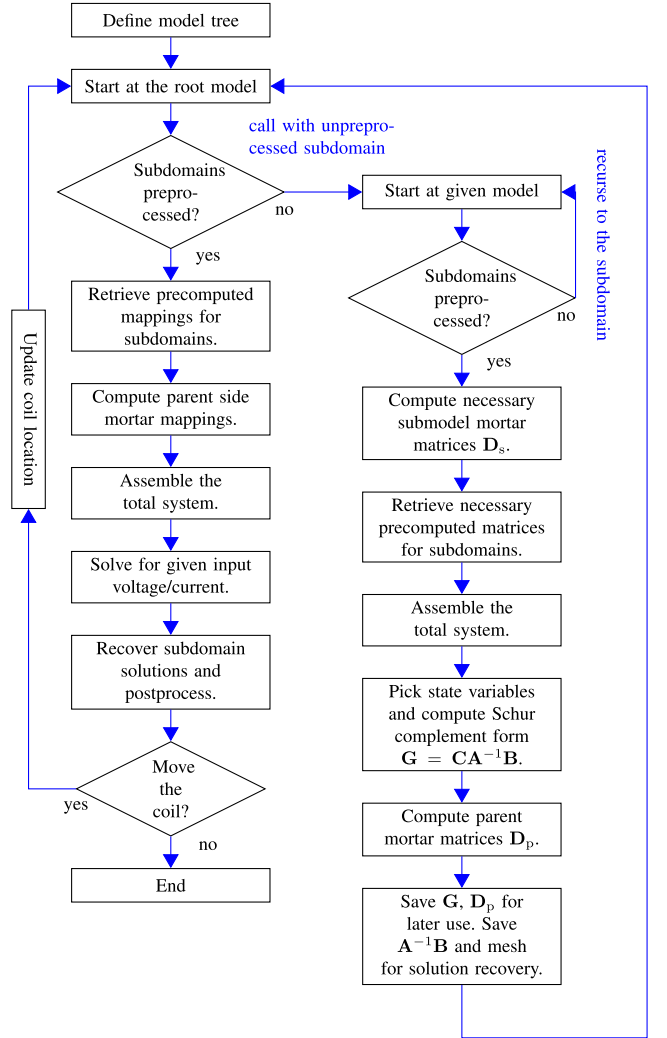 Define model tree
Start at the root model
call with unprepro-
cessed subdomain
Subdomains
prepro-
cessed?
no
yes
Retrieve precomputed
mappings for
subdomains.
Compute parent side
mortar mappings.
Assemble the
total system.
Solve for given input
voltage/current.
Recover subdomain
solutions and
postprocess.
Move
the
coil?
yes
no
End
Update coil location
Start at given model
recurse to the subdomain
Subdomains
prepro-
cessed?
no
yes
Compute necessary
submodel mortar
matrices D_s.
Retrieve necessary
precomputed matrices
for subdomains.
Assemble the
total system.
Pick state variables
and compute Schur
complement form
G = CA⁻¹B.
Compute parent
mortar matrices D_p.
Save G, D_p for
later use. Save
A⁻¹B and mesh
for solution recovery.